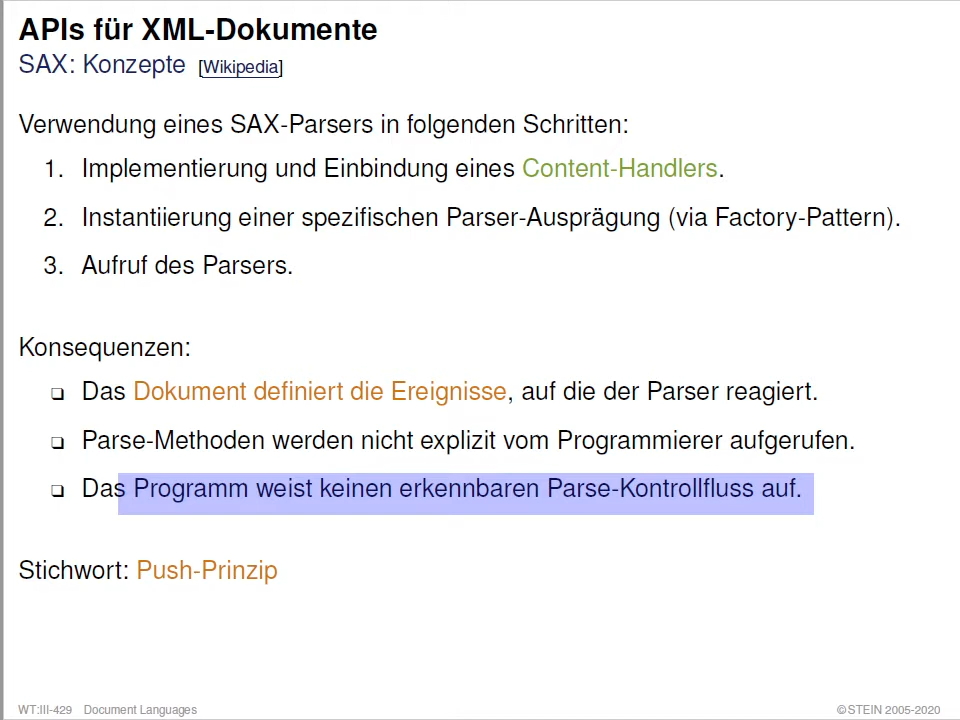 APIs für XML-Dokumente
SAX: Konzepte [Wikipedia]
Verwendung eines SAX-Parsers in folgenden Schritten:
1. Implementierung und Einbindung eines Content-Handlers.
2. Instantiierung einer spezifischen Parser-Ausprägung (via Factory-Pattern).
3. Aufruf des Parsers.
Konsequenzen:
❑ Das Dokument definiert die Ereignisse, auf die der Parser reagiert.
❑ Parse-Methoden werden nicht explizit vom Programmierer aufgerufen.
❑ Das Programm weist keinen erkennbaren Parse-Kontrollfluss auf.
Stichwort: Push-Prinzip
WT:III-429 Document Languages ©STEIN 2005-2020